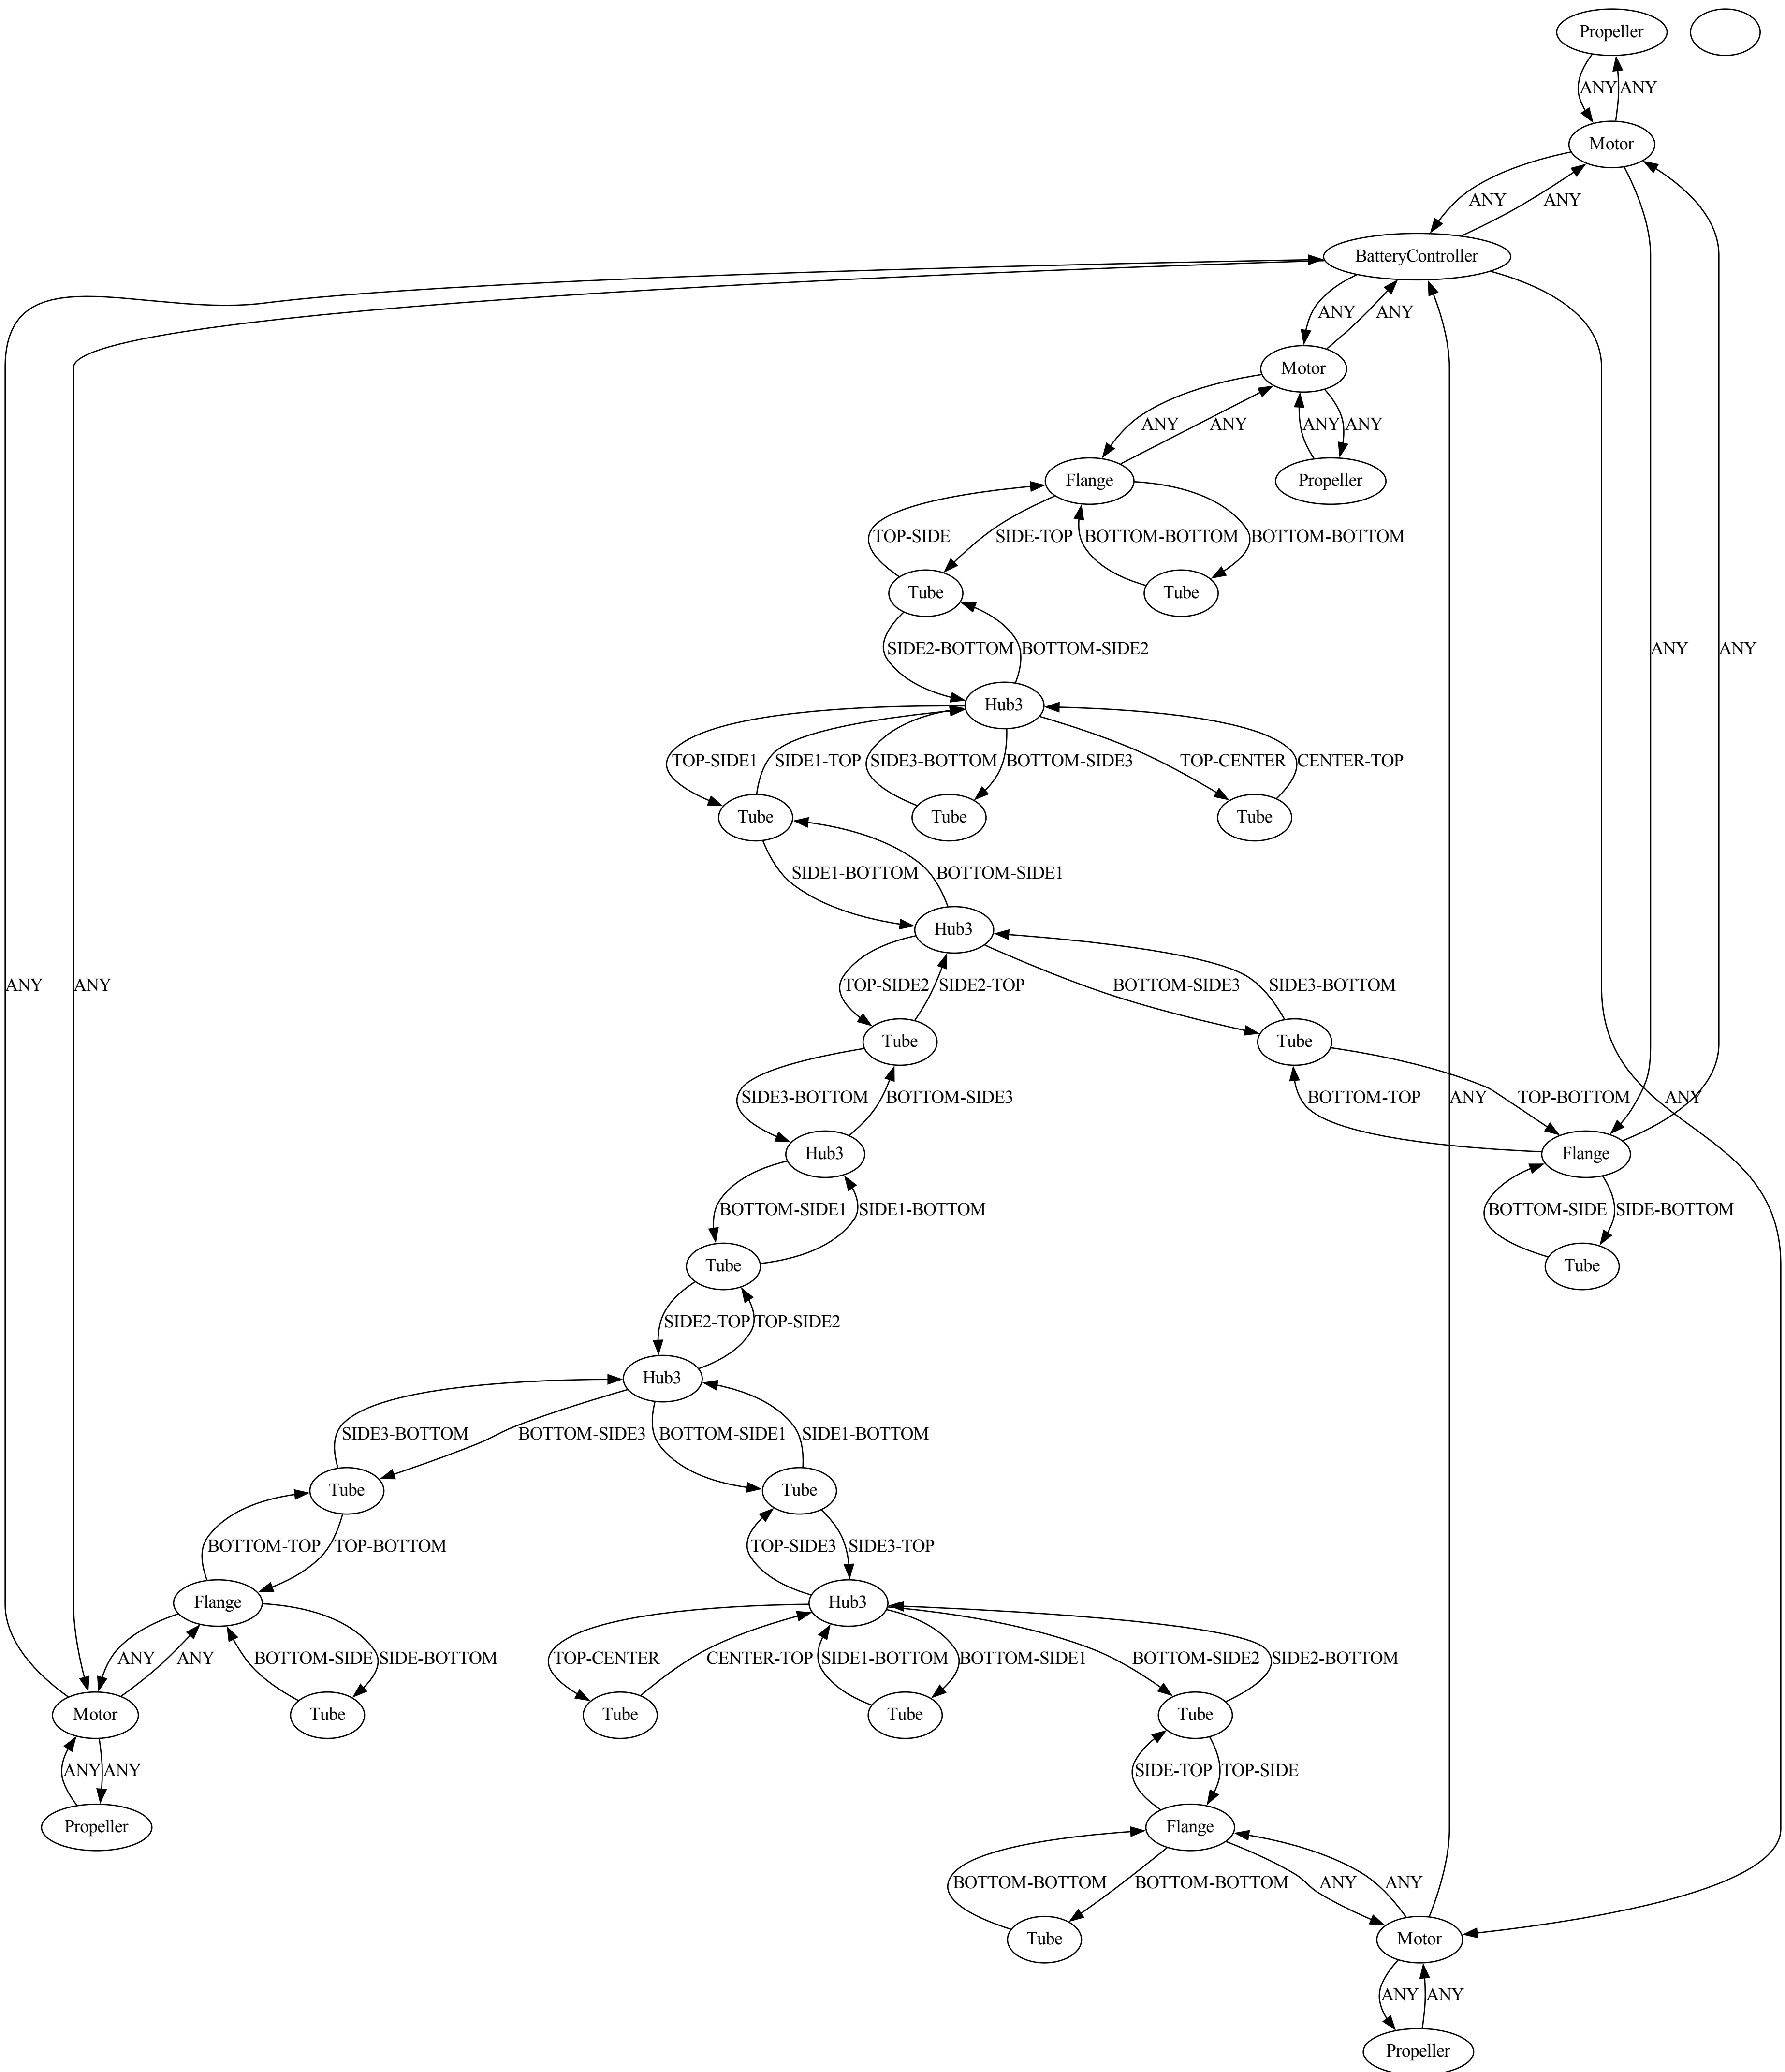 Propeller
ANY
ANY
Motor
ANY
ANY
BatteryController
ANY
ANY
Motor
ANY
ANY
ANY
ANY
Flange
Propeller
TOP-SIDE
SIDE-TOP
BOTTOM-BOTTOM
BOTTOM-BOTTOM
Tube
Tube
SIDE2-BOTTOM
BOTTOM-SIDE2
ANY
ANY
Hub3
TOP-SIDE1
SIDE1-TOP
SIDE3-BOTTOM
BOTTOM-SIDE3
TOP-CENTER
CENTER-TOP
Tube
Tube
Tube
SIDE1-BOTTOM
BOTTOM-SIDE1
Hub3
ANY
ANY
TOP-SIDE2
SIDE2-TOP
BOTTOM-SIDE3
SIDE3-BOTTOM
Tube
Tube
SIDE3-BOTTOM
BOTTOM-SIDE3
BOTTOM-TOP
ANY
TOP-BOTTOM
ANY
Hub3
Flange
BOTTOM-SIDE1
SIDE1-BOTTOM
BOTTOM-SIDE
SIDE-BOTTOM
Tube
Tube
SIDE2-TOP
TOP-SIDE2
Hub3
SIDE3-BOTTOM
BOTTOM-SIDE3
BOTTOM-SIDE1
SIDE1-BOTTOM
Tube
Tube
BOTTOM-TOP
TOP-BOTTOM
TOP-SIDE3
SIDE3-TOP
Flange
Hub3
ANY
ANY
BOTTOM-SIDE
SIDE-BOTTOM
TOP-CENTER
CENTER-TOP
SIDE1-BOTTOM
BOTTOM-SIDE1
BOTTOM-SIDE2
SIDE2-BOTTOM
Motor
Tube
Tube
Tube
Tube
ANY
ANY
SIDE-TOP
TOP-SIDE
Propeller
Flange
BOTTOM-BOTTOM
BOTTOM-BOTTOM
ANY
ANY
Tube
Motor
ANY
ANY
Propeller